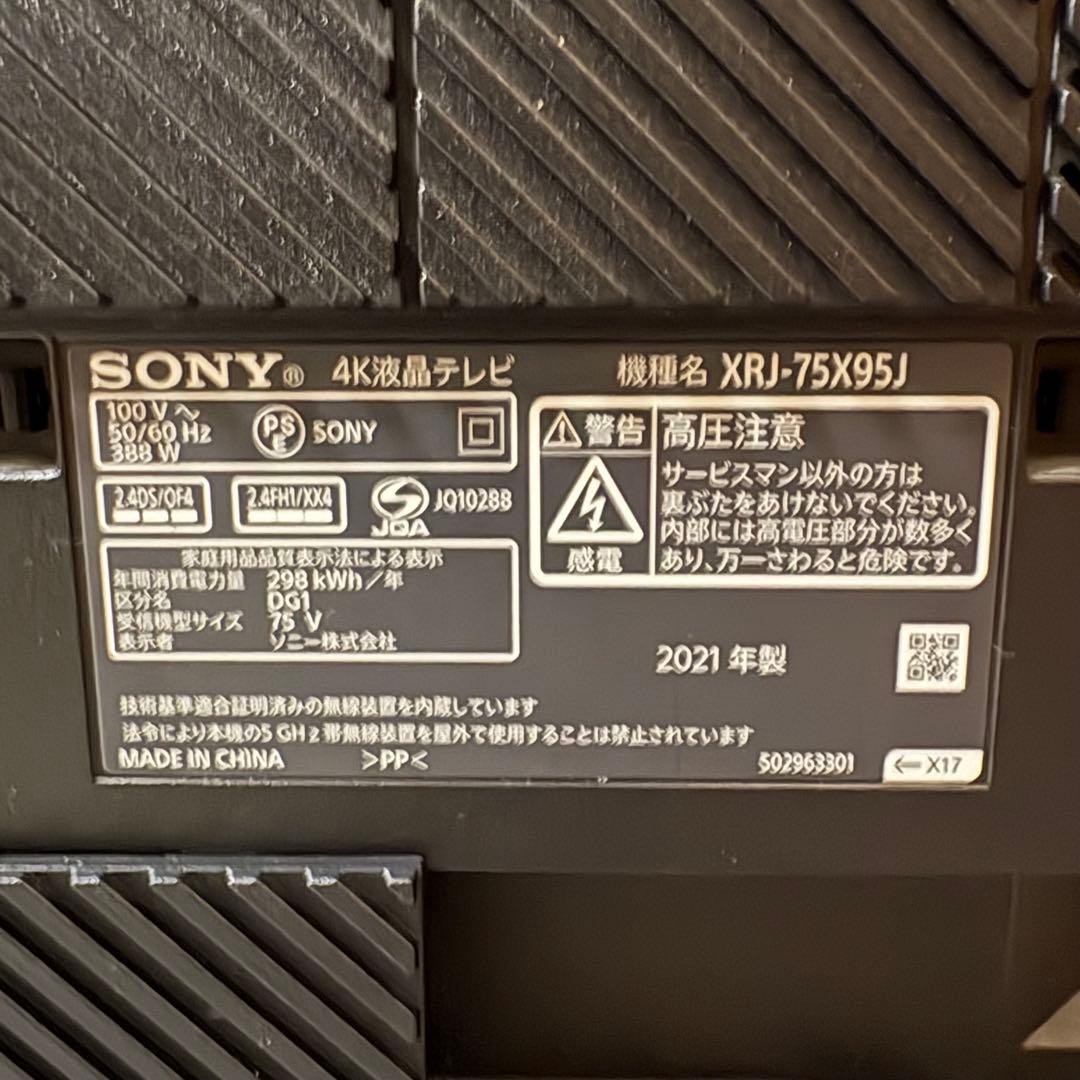 SONY® 4K液晶テレビ 機種名 XRJ-75X95J
100 V ～
50/60 Hz
388 W
PS
E
SONY
2.4DS/OF4
2.4FH1/XX4
S
JQA
JQ10288
家庭用品品質表示法による表示
年間消費電力量 298 kWh／年
区分名 DG1
受信機型サイズ 75 V
表示者 ソニー株式会社
警告
感電
高圧注意
サービスマン以外の方は
裏ぶたをあけないでください。
内部には高電圧部分が数多く
あり、万一さわると危険です。
2021 年製
技術基準適合証明済みの無線装置を内蔵しています
法令により本機の5 GHz帯無線装置を屋外で使用することは禁止されています
MADE IN CHINA >PP< 502963301 ← X17